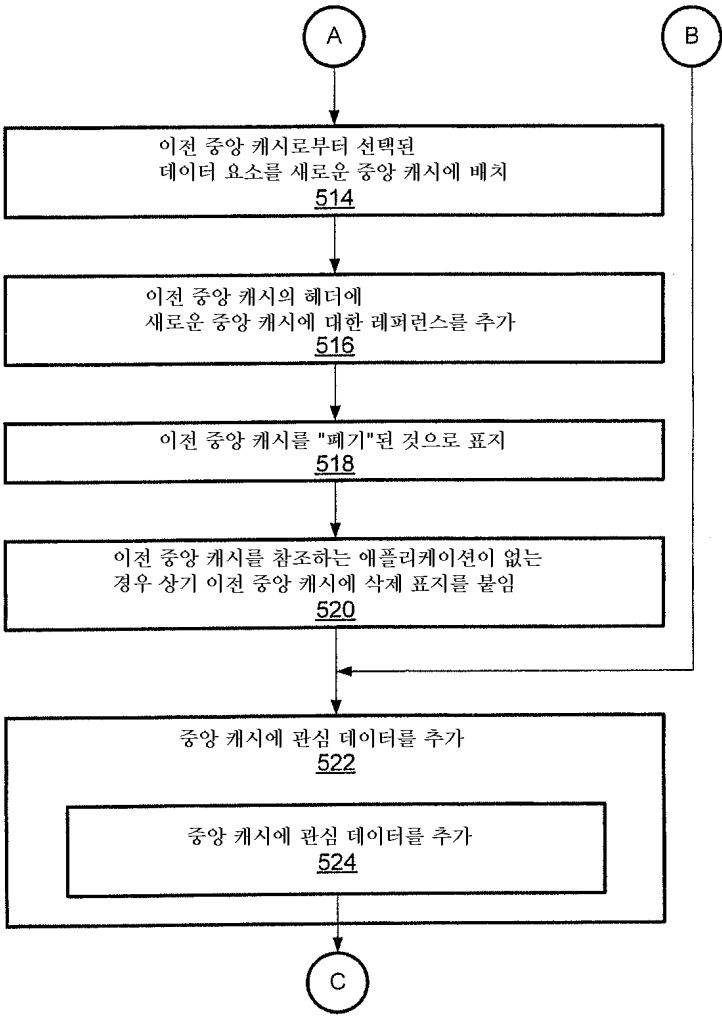 A
B
이전 중앙 캐시로부터 선택된
데이터 요소를 새로운 중앙 캐시에 배치
514
이전 중앙 캐시의 헤더에
새로운 중앙 캐시에 대한 레퍼런스를 추가
516
이전 중앙 캐시를 "폐기"된 것으로 표지
518
이전 중앙 캐시를 참조하는 애플리케이션이 없는
경우 상기 이전 중앙 캐시에 삭제 표지를 붙임
520
중앙 캐시에 관심 데이터를 추가
522
중앙 캐시에 관심 데이터를 추가
524
C